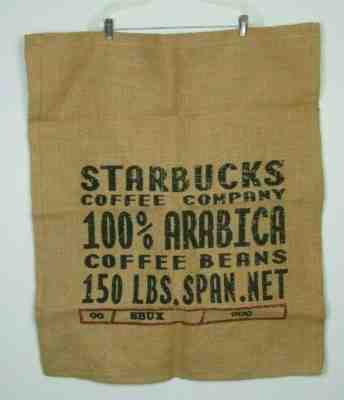 STARBUCKS
COFFEE COMPANY
100% ARABICA
COFFEE BEANS
150 LBS. SPAN.NET
SBUX